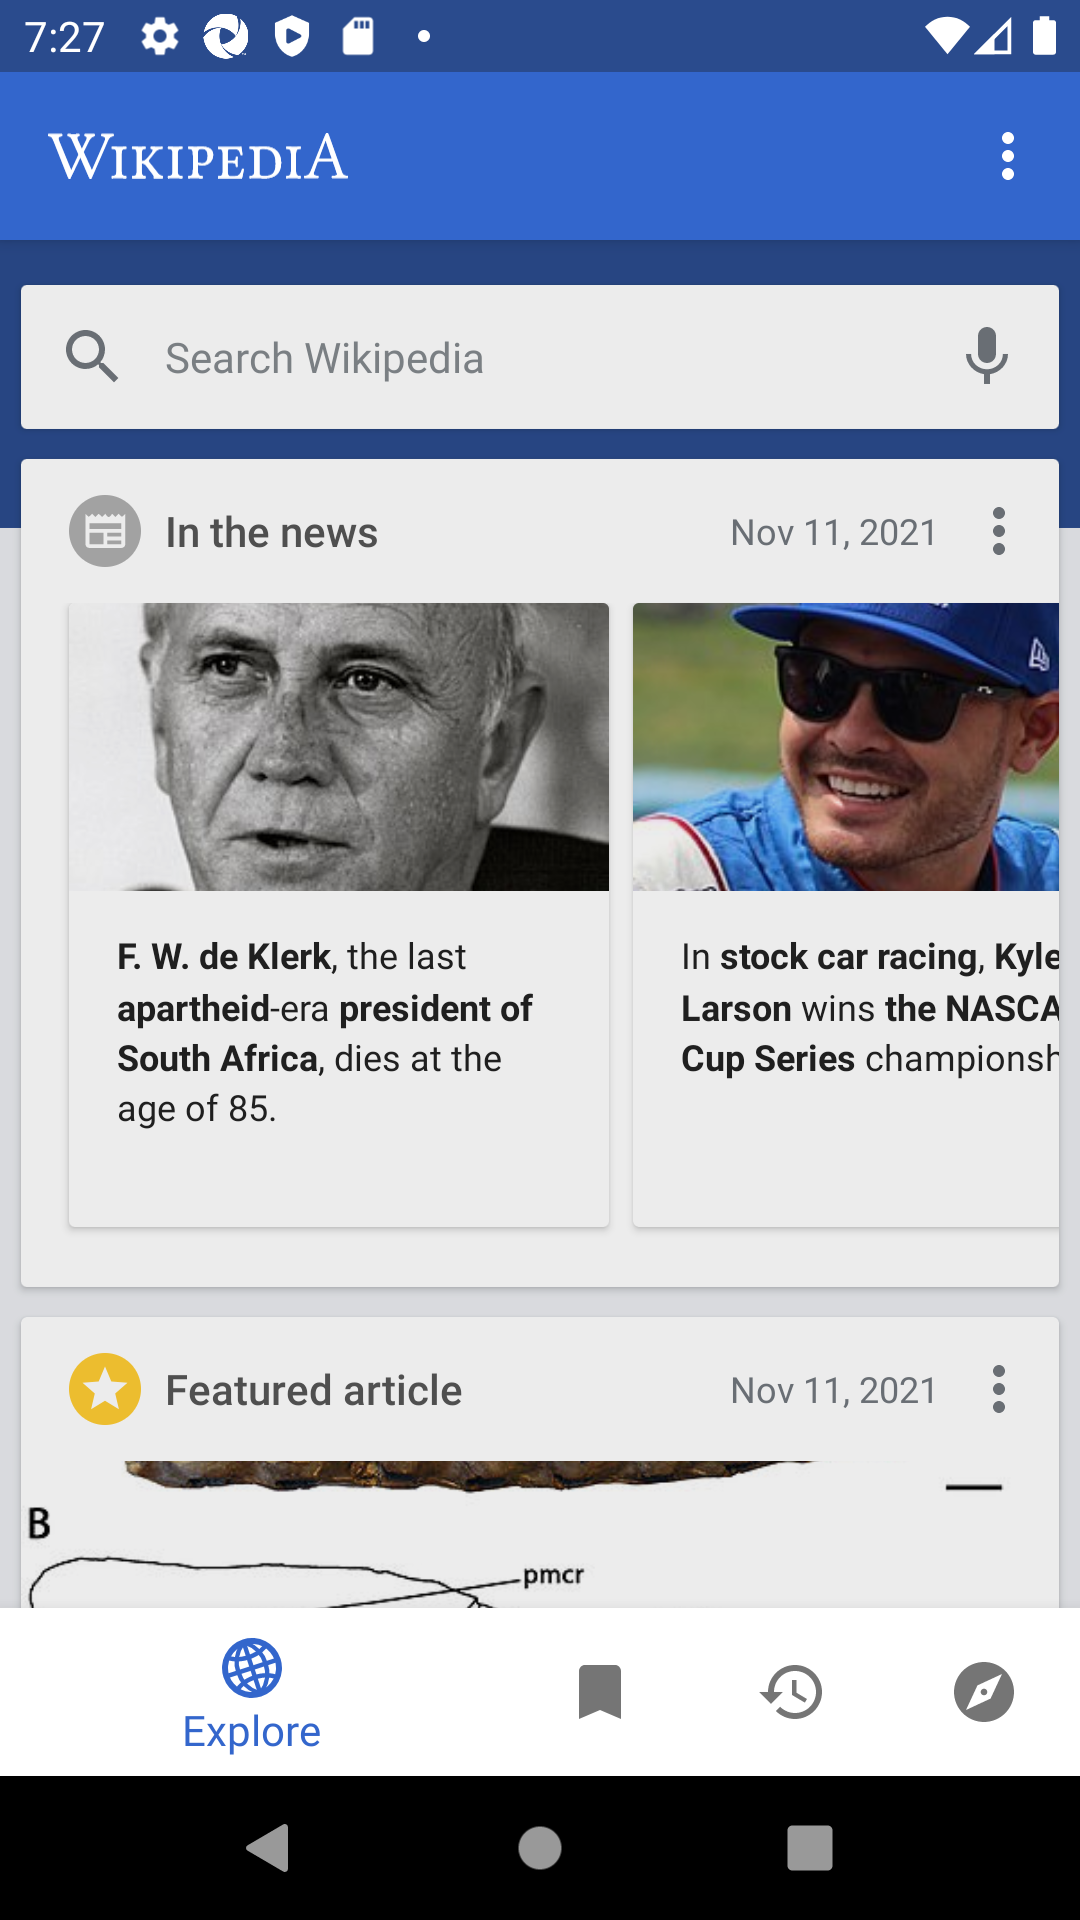 7:27
WIKIPEDIA
Search Wikipedia
In the news
Nov 11, 2021
F. W. de Klerk, the last
apartheid-era president of
South Africa, dies at the
age of 85.
In stock car racing, Kyle
Larson wins the NASCA
Cup Series championsh
Featured article
Nov 11, 2021
B
pmcr
Explore